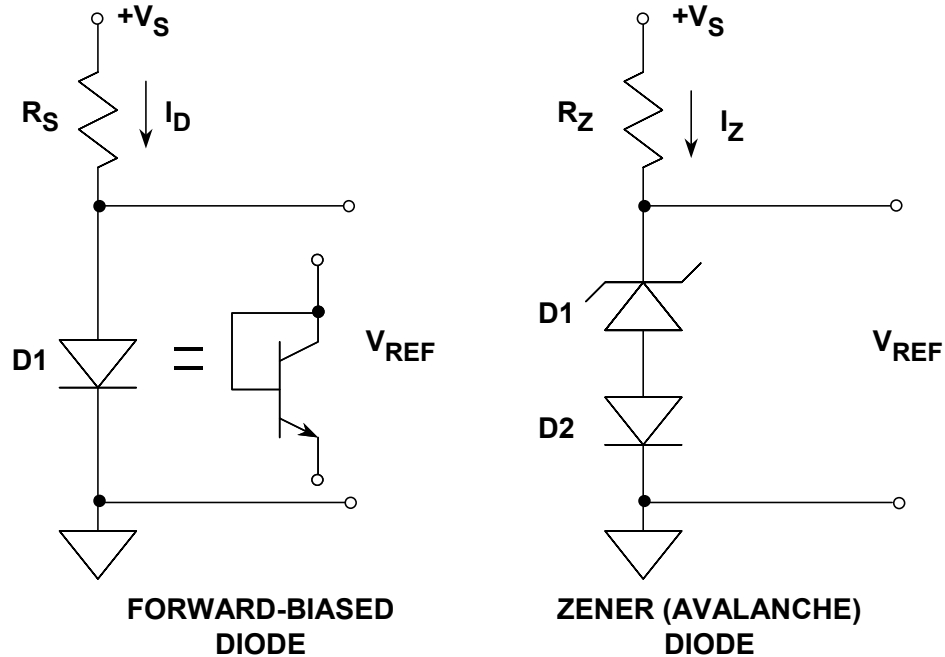 +VS
RS
ID
D1
=
VREF
FORWARD-BIASED
DIODE
+VS
RZ
IZ
D1
D2
VREF
ZENER (AVALANCHE)
DIODE